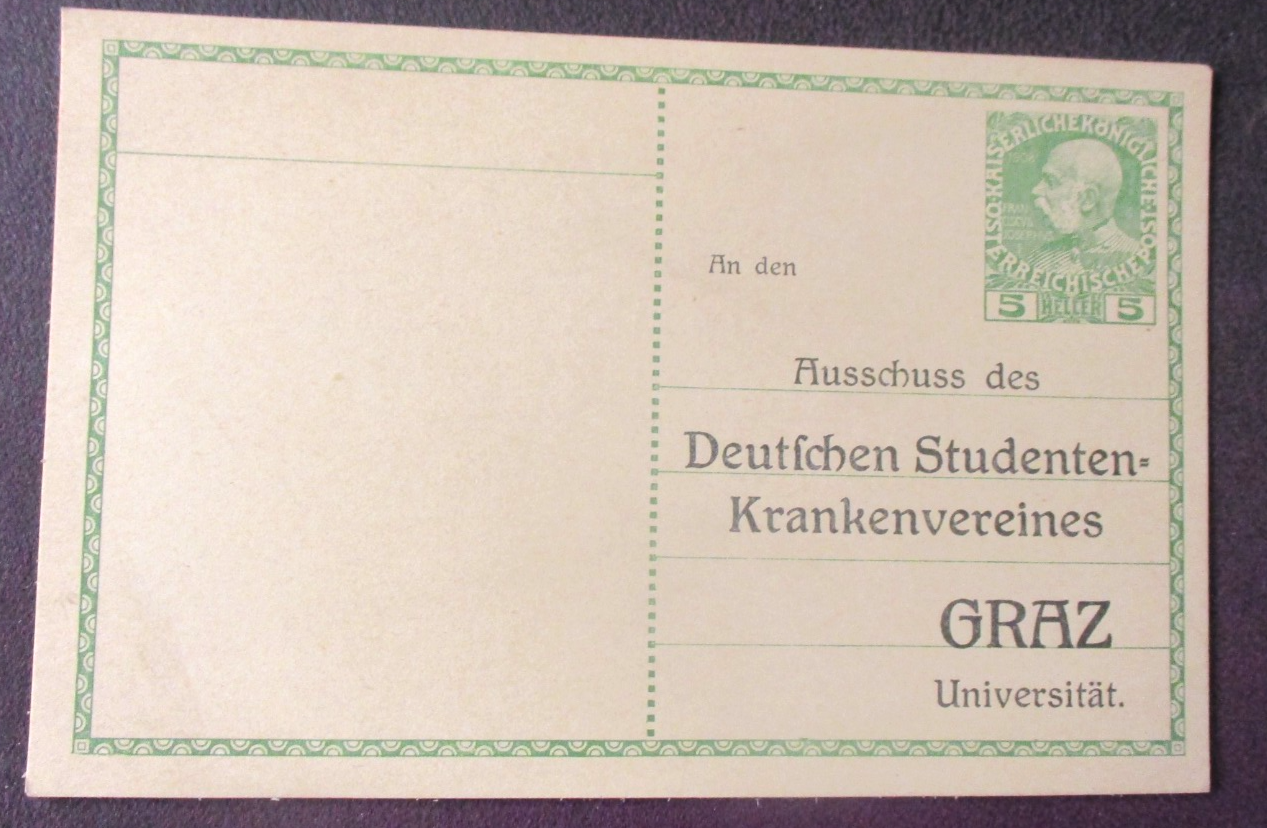 KAISERLICHE KÖNIGLICHE
ÖSTERREICHISCHE POST
5 HELLER 5
An den
Ausschuss des
Deutſchen Studenten-
Krankenvereines
GRAZ
Universität.